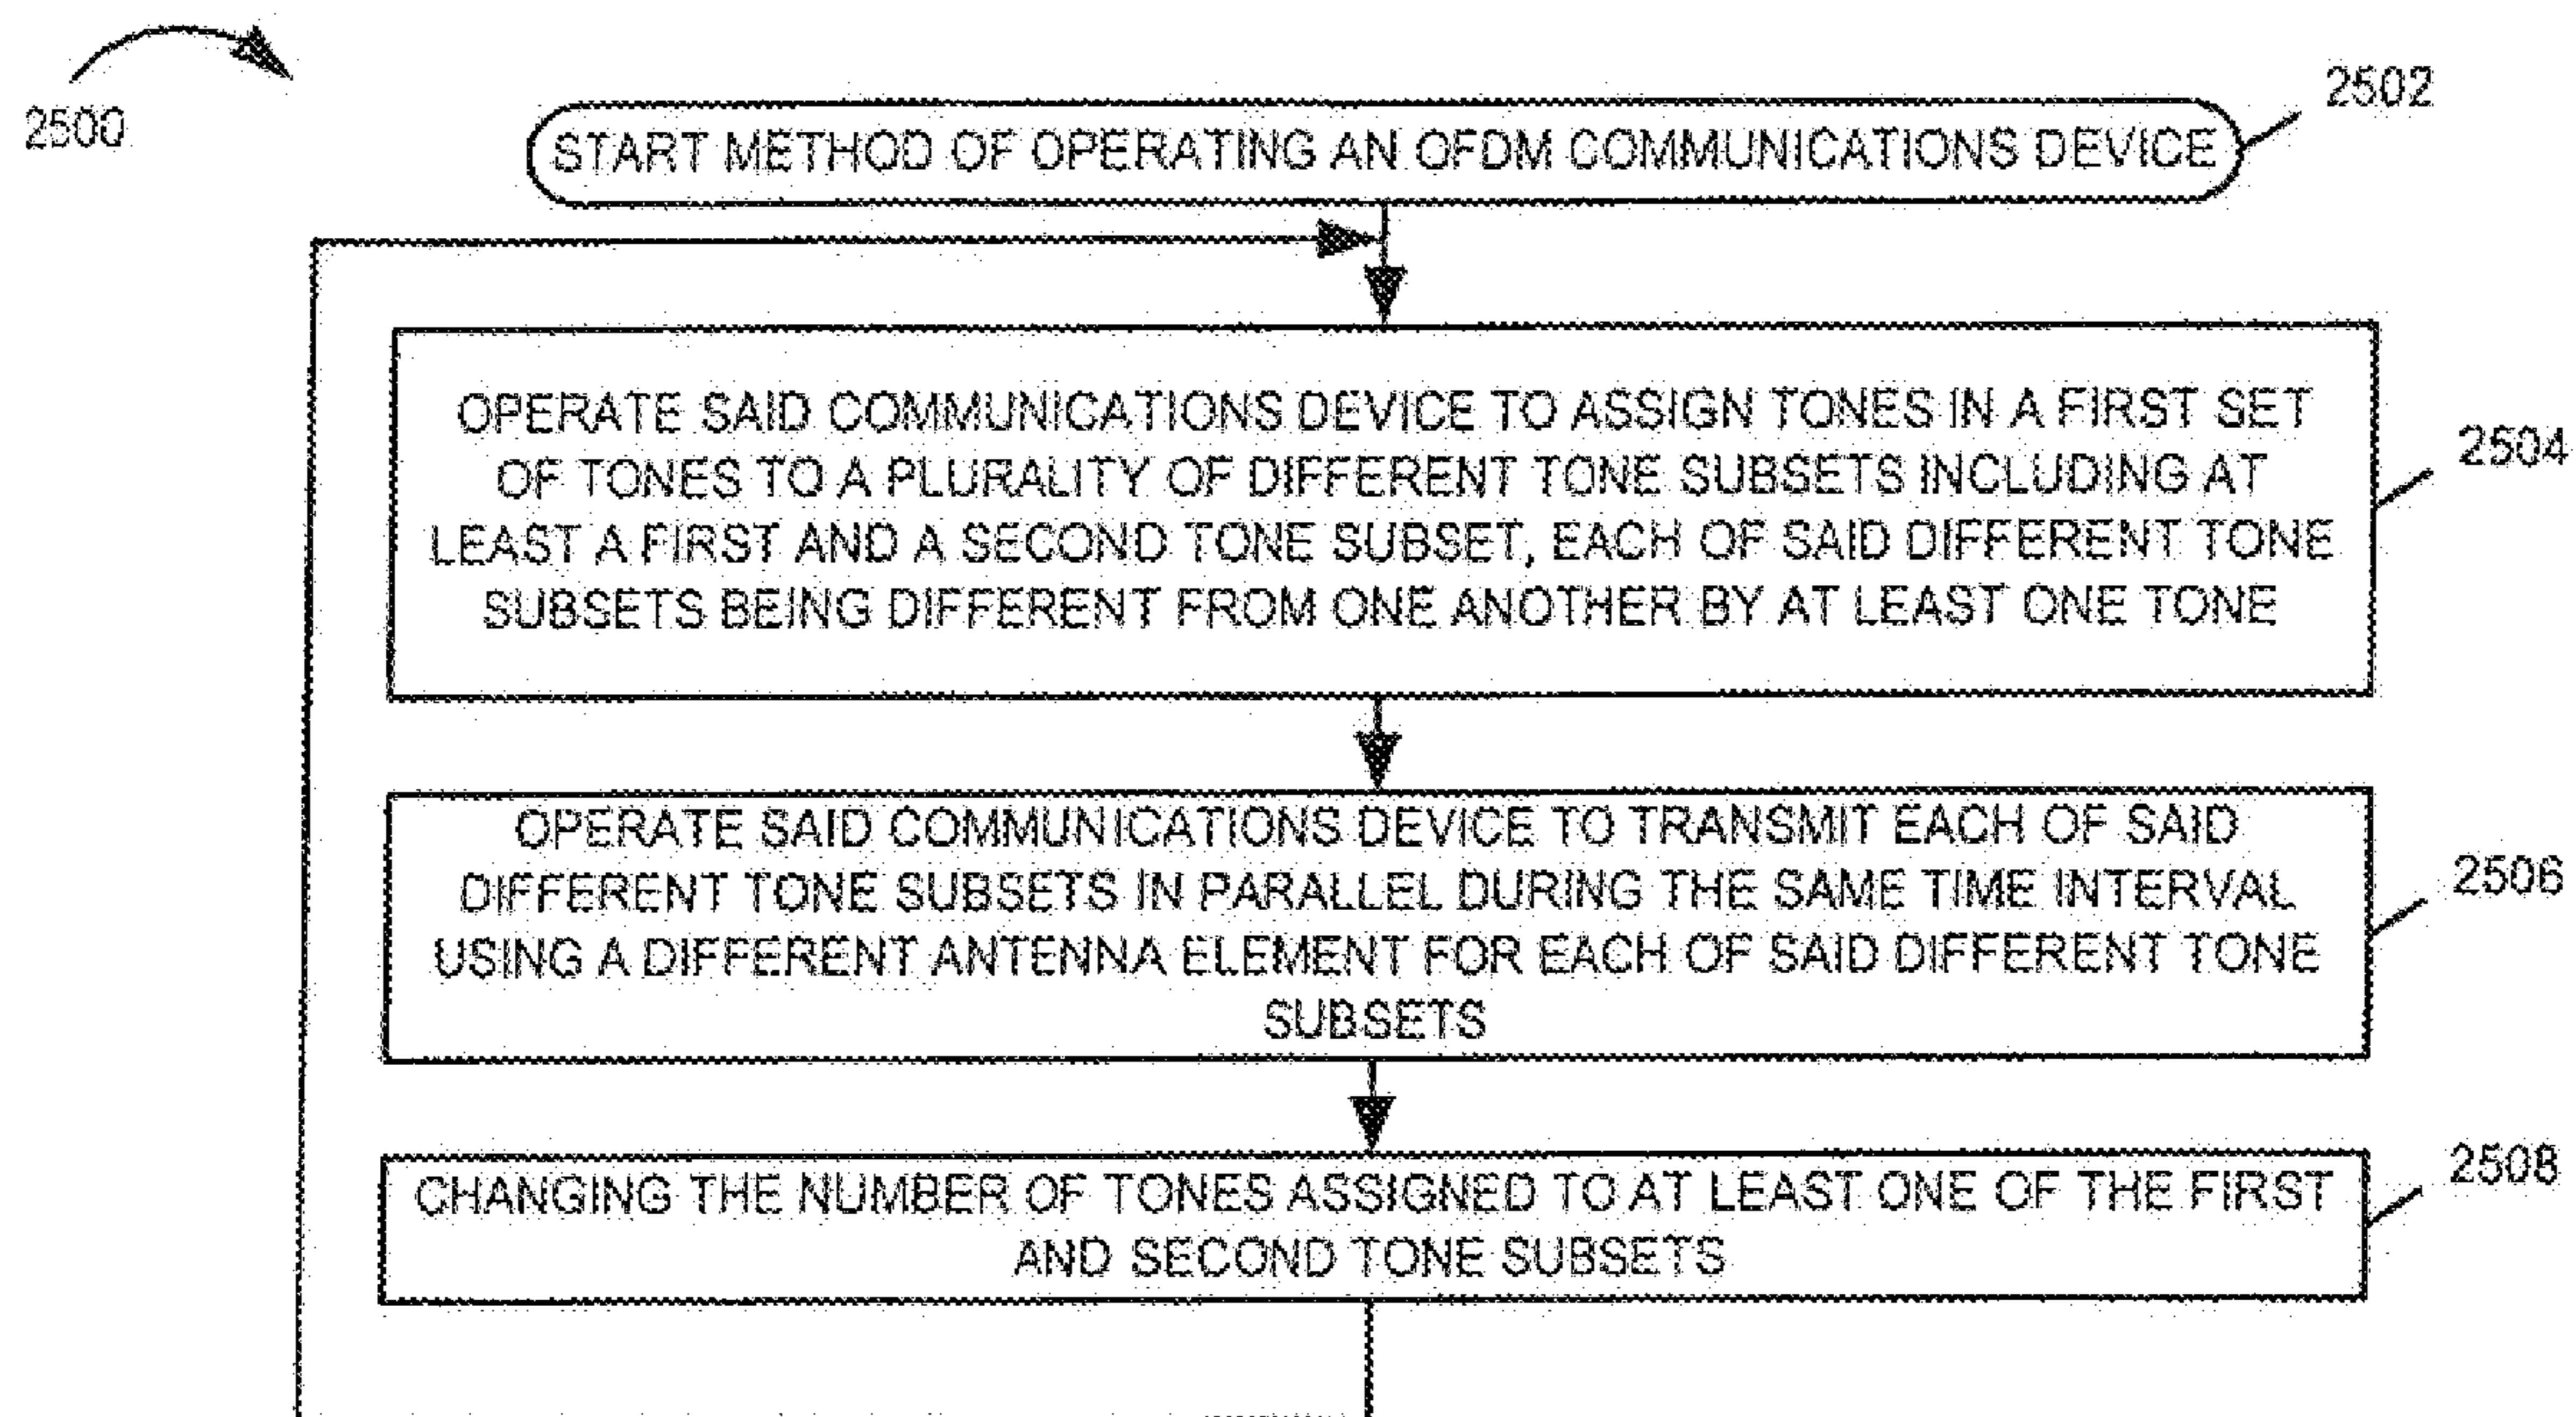 2500
2502
START METHOD OF OPERATING AN OFDM COMMUNICATIONS DEVICE
OPERATE SAID COMMUNICATIONS DEVICE TO ASSIGN TONES IN A FIRST SET
OF TONES TO A PLURALITY OF DIFFERENT TONE SUBSETS INCLUDING AT
LEAST A FIRST AND A SECOND TONE SUBSET, EACH OF SAID DIFFERENT TONE
SUBSETS BEING DIFFERENT FROM ONE ANOTHER BY AT LEAST ONE TONE
2504
OPERATE SAID COMMUNICATIONS DEVICE TO TRANSMIT EACH OF SAID
DIFFERENT TONE SUBSETS IN PARALLEL DURING THE SAME TIME INTERVAL
USING A DIFFERENT ANTENNA ELEMENT FOR EACH OF SAID DIFFERENT TONE
SUBSETS
2506
CHANGING THE NUMBER OF TONES ASSIGNED TO AT LEAST ONE OF THE FIRST
AND SECOND TONE SUBSETS
2508